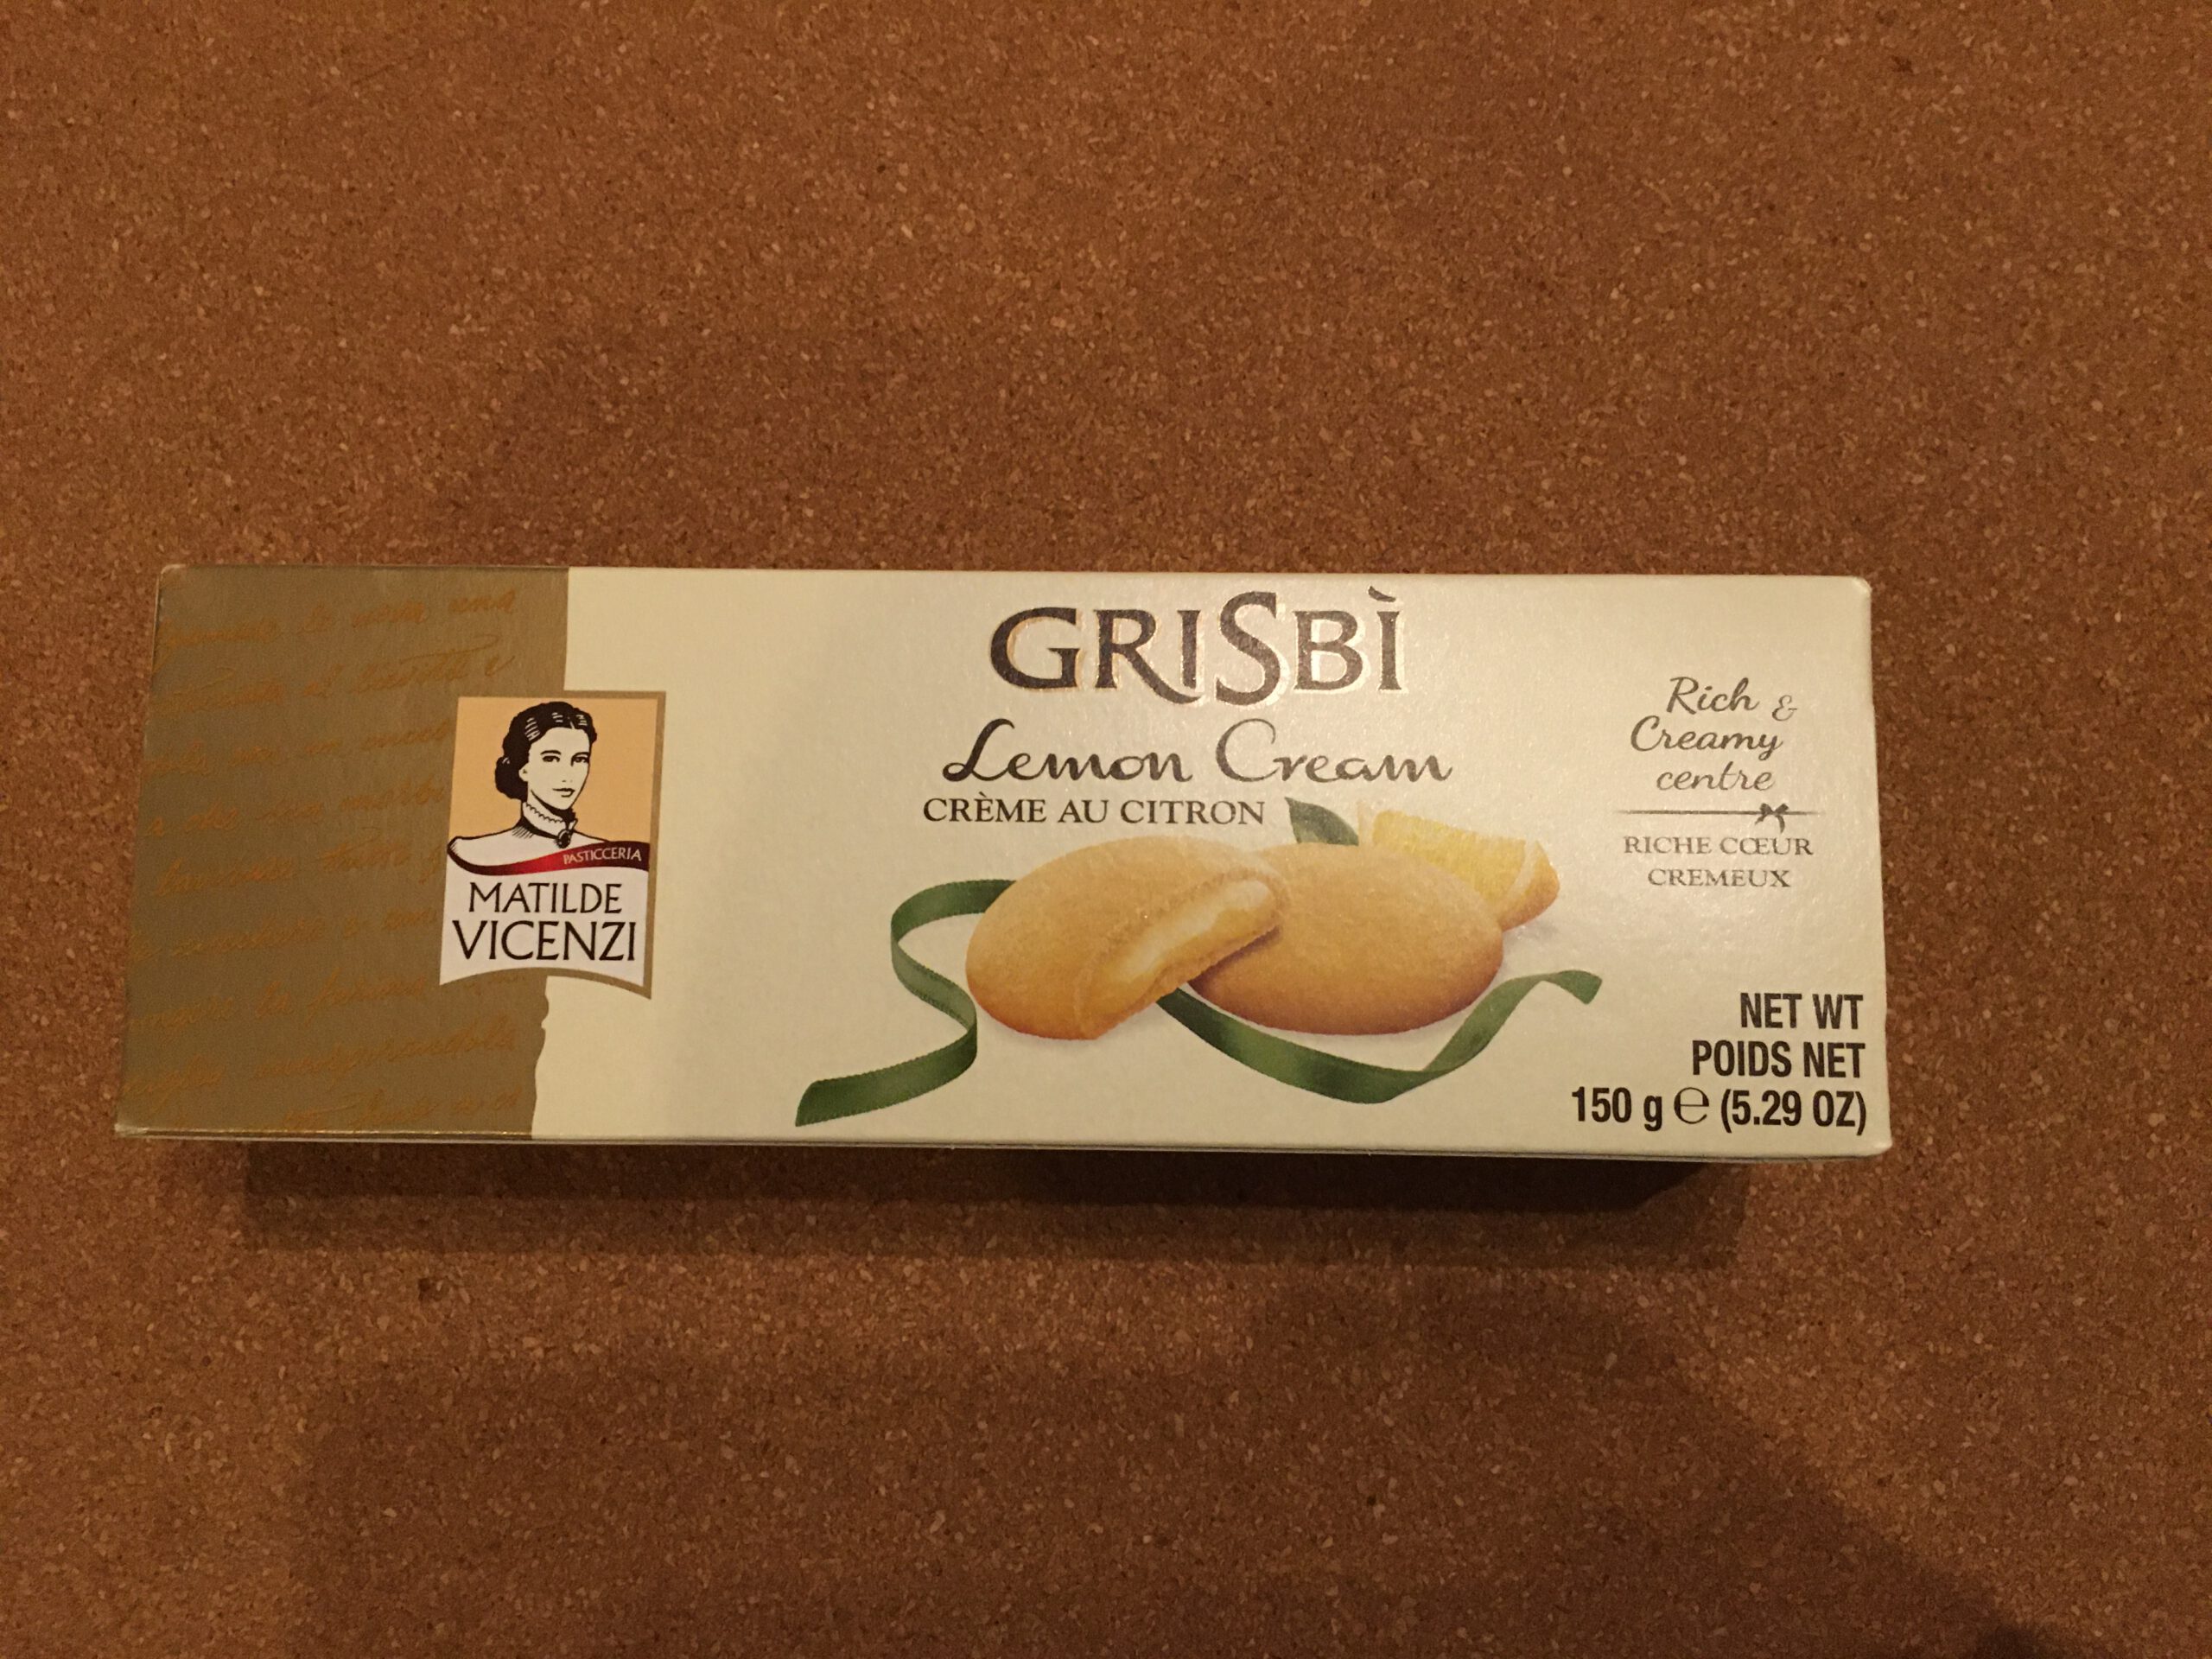 GRISBÌ
Lemon Cream
CRÈME AU CITRON
Rich &
Creamy
centre
RICHE CŒUR
CREMEUX
PASTICCERIA
MATILDE
VICENZI
NET WT
POIDS NET
150 g ℮ (5.29 OZ)